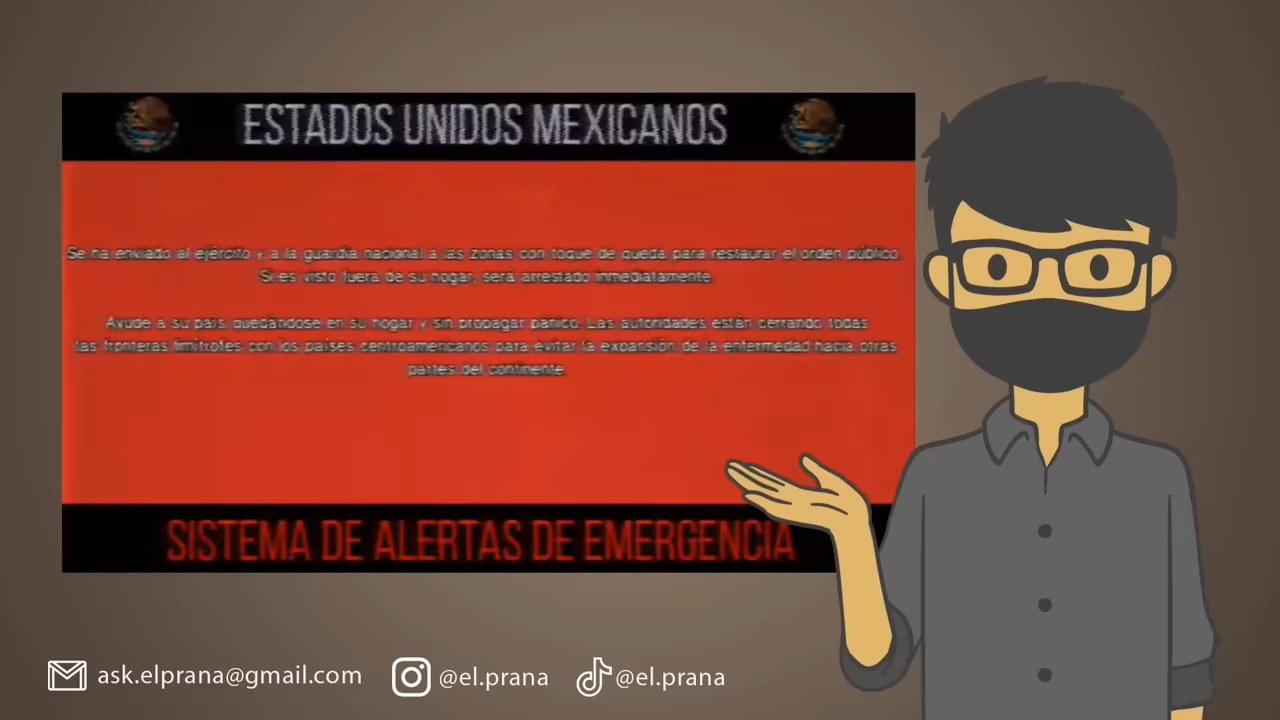 ESTADOS UNIDOS MEXICANOS
Se ha enviado al ejército y a la guardia nacional a las zonas con toque de queda para restaurar el orden público.
Si es visto fuera de su hogar, será arrestado inmediatamente.
Ayude a su país quedándose en su hogar y sin propagar pánico. Las autoridades están cerrando todas
las fronteras limítrofes con los países centroamericanos para evitar la expansión de la enfermedad hacia otras
partes del continente.
SISTEMA DE ALERTAS DE EMERGENCIA
ask.elprana@gmail.com @el.prana @el.prana